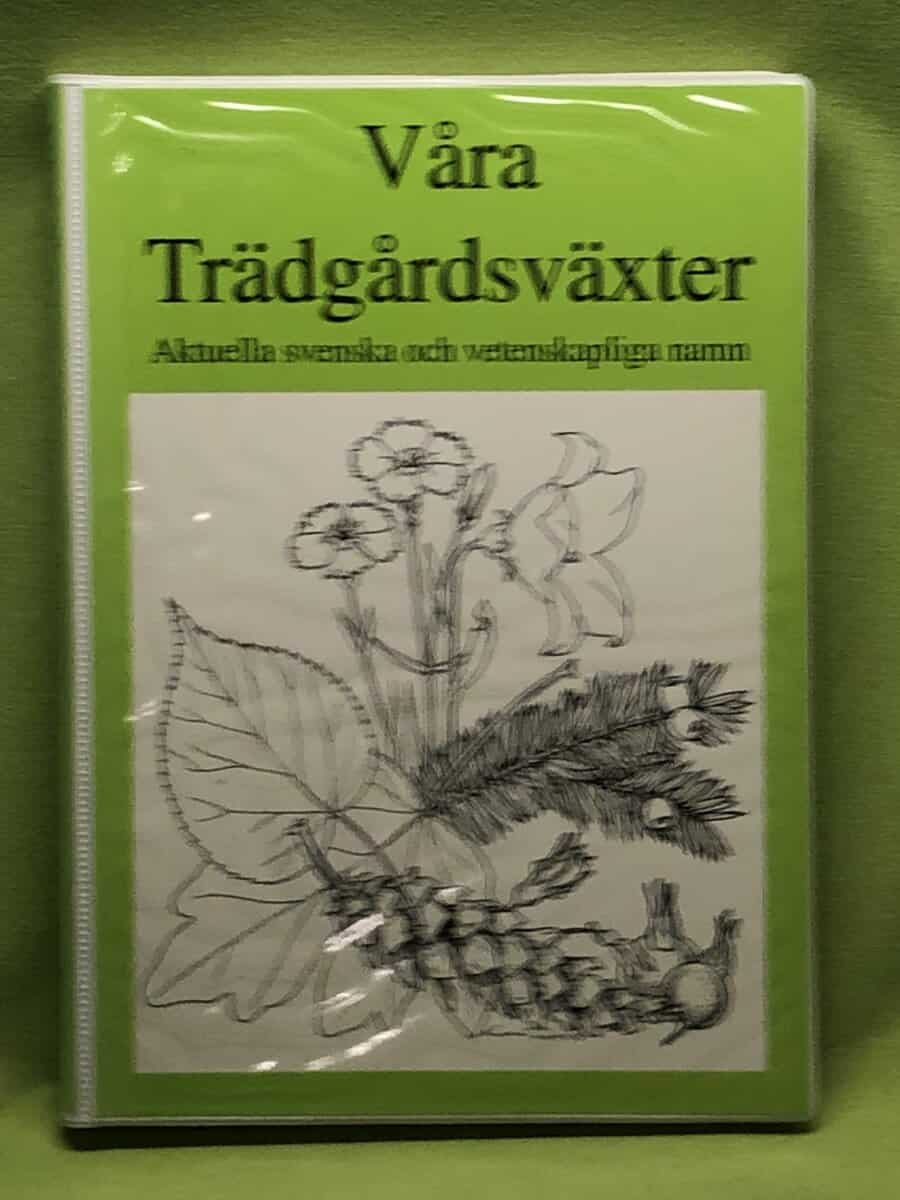 Våra
Trädgårdsväxter
Aktuella svenska och vetenskapliga namn